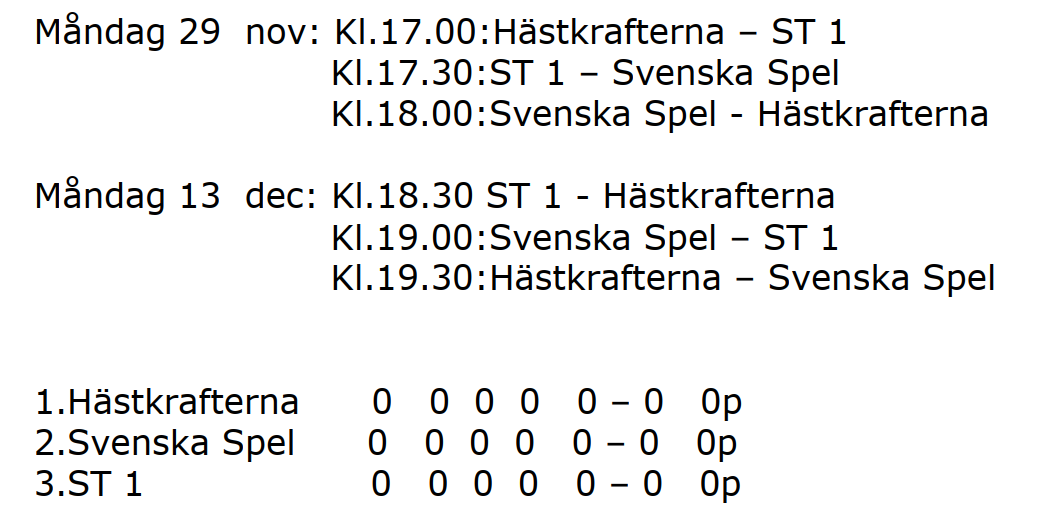 Måndag 29 nov: Kl.17.00:Hästkrafterna – ST 1
Kl.17.30:ST 1 – Svenska Spel
Kl.18.00:Svenska Spel - Hästkrafterna
Måndag 13 dec: Kl.18.30 ST 1 - Hästkrafterna
Kl.19.00:Svenska Spel – ST 1
Kl.19.30:Hästkrafterna – Svenska Spel
1.Hästkrafterna 0 0 0 0 0 – 0 0p
2.Svenska Spel 0 0 0 0 0 – 0 0p
3.ST 1 0 0 0 0 0 – 0 0p